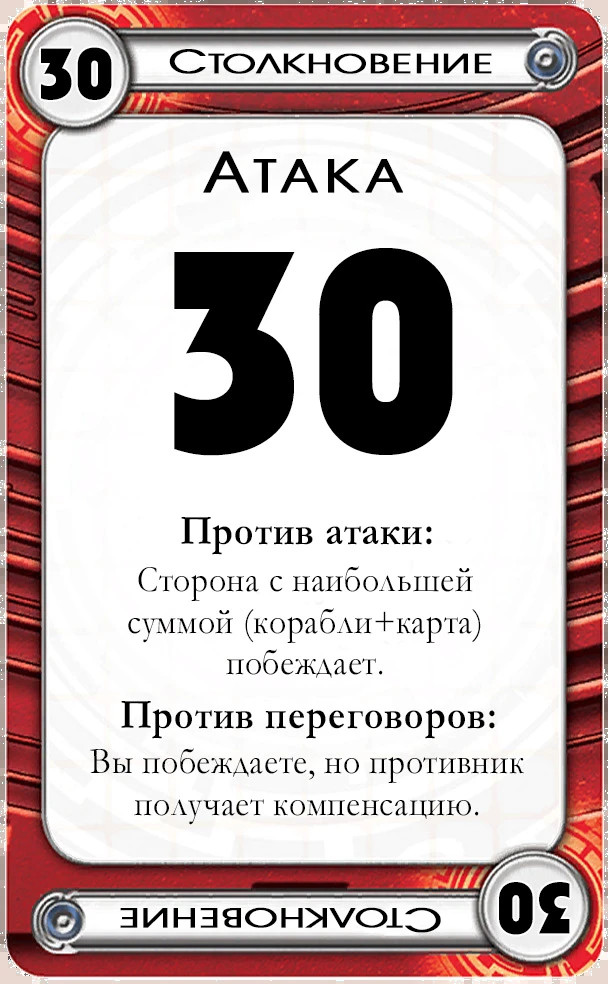 30 Столкновение
Атака
30
Против атаки:
Сторона с наибольшей
суммой (корабли+карта)
побеждает.
Против переговоров:
Вы побеждаете, но противник
получает компенсацию.
Столкновение 30